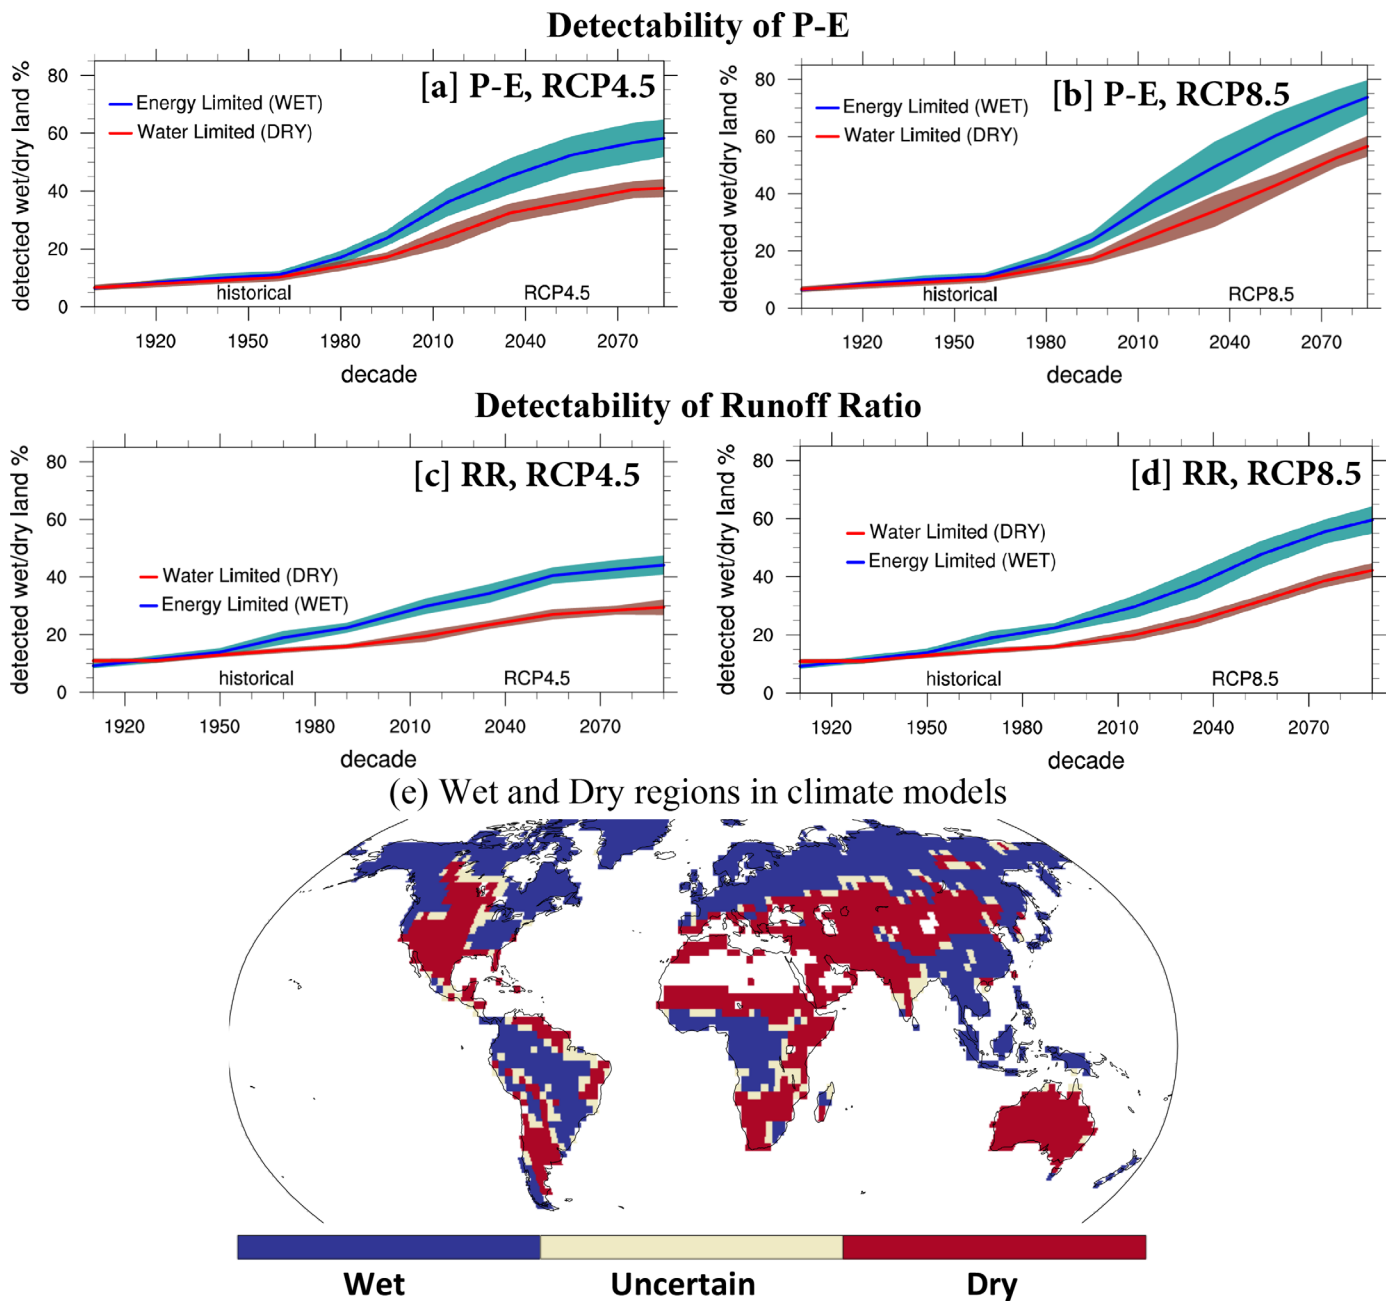 Detectability of P-E
[a] P-E, RCP4.5
Energy Limited (WET)
Water Limited (DRY)
detected wet/dry land %
80
60
40
20
0
historical
RCP4.5
1920
1950
1980
2010
2040
2070
decade
[b] P-E, RCP8.5
Energy Limited (WET)
Water Limited (DRY)
detected wet/dry land %
80
60
40
20
0
historical
RCP8.5
1920
1950
1980
2010
2040
2070
decade
Detectability of Runoff Ratio
[c] RR, RCP4.5
Water Limited (DRY)
Energy Limited (WET)
detected wet/dry land %
80
60
40
20
0
historical
RCP4.5
1920
1950
1980
2010
2040
2070
decade
[d] RR, RCP8.5
Water Limited (DRY)
Energy Limited (WET)
detected wet/dry land %
80
60
40
20
0
historical
RCP8.5
1920
1950
1980
2010
2040
2070
decade
(e) Wet and Dry regions in climate models
Wet
Uncertain
Dry